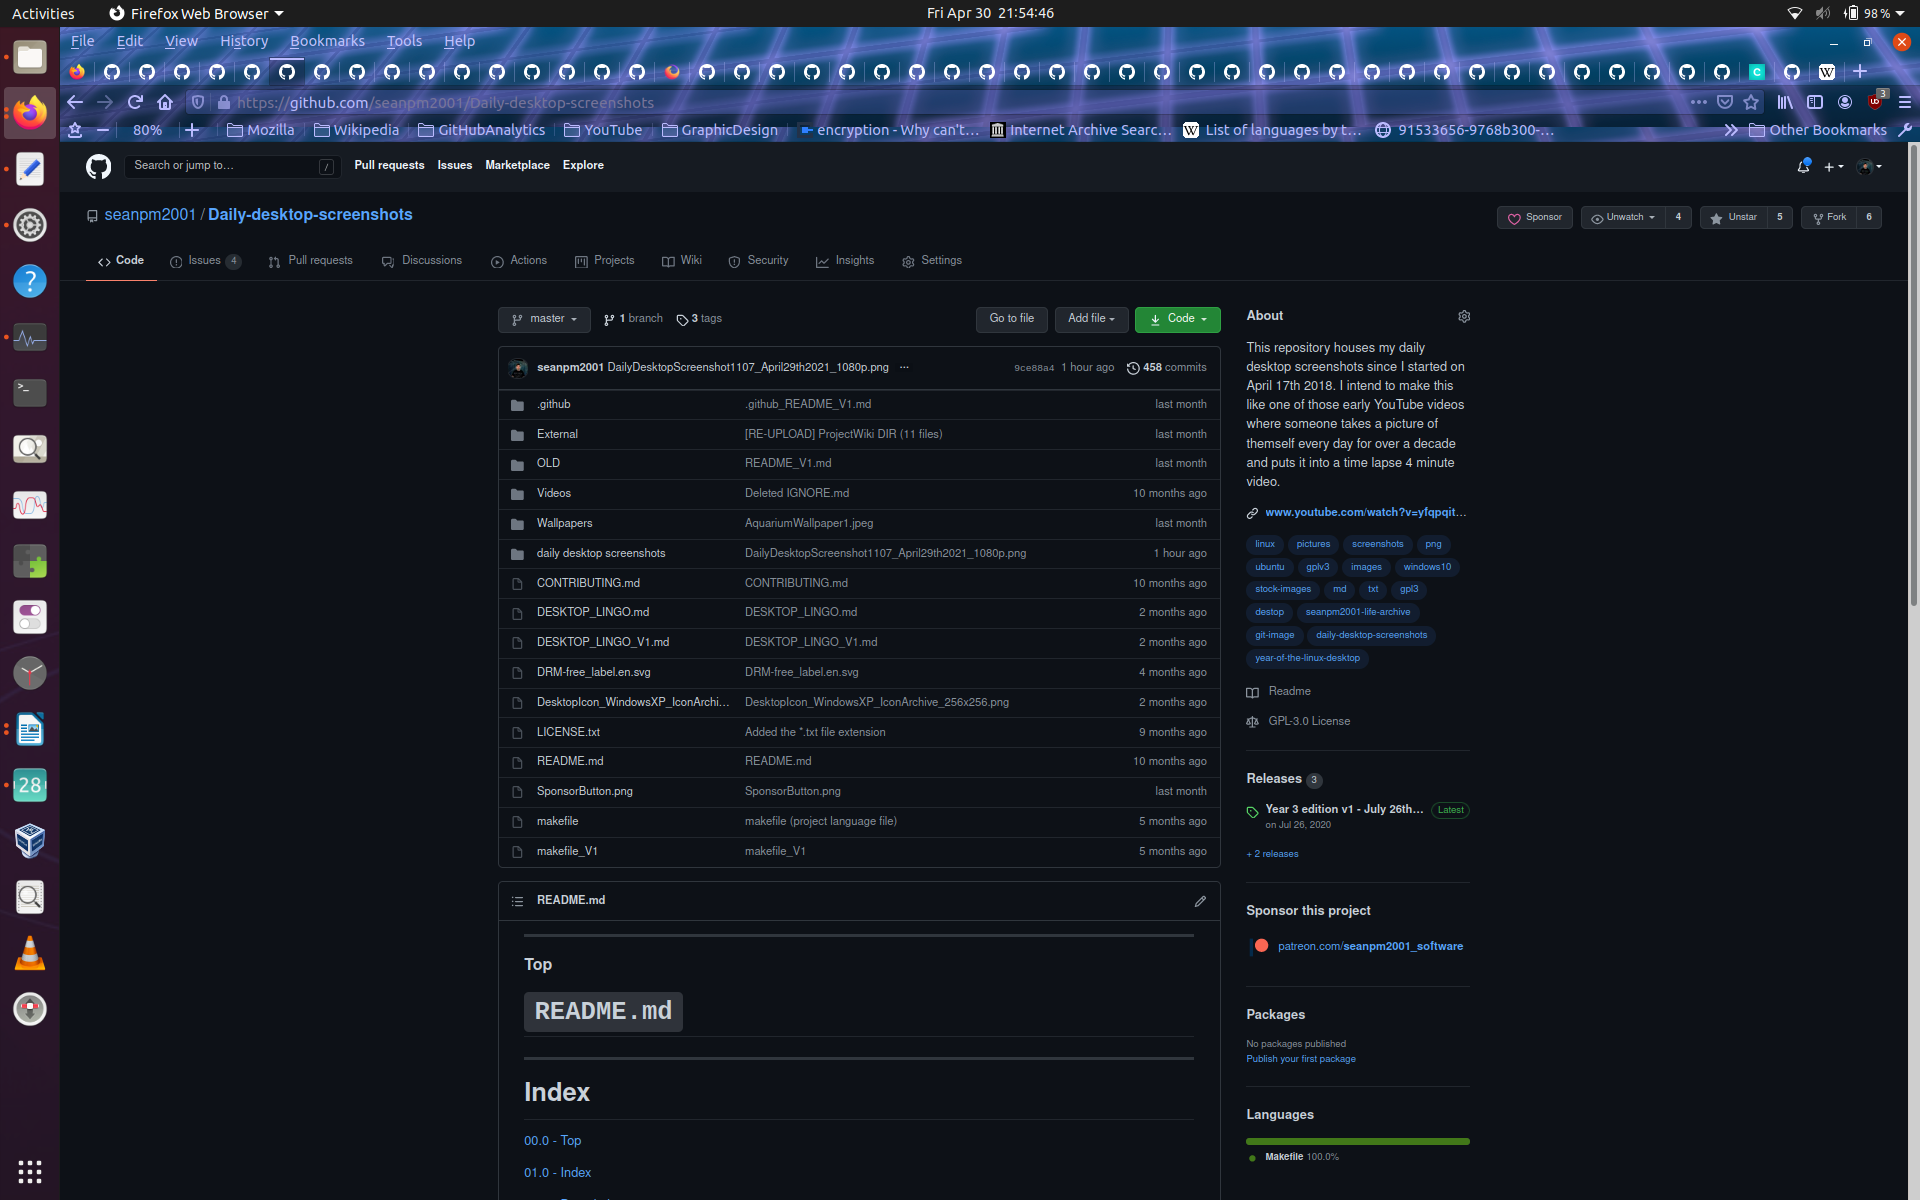 Activities Firefox Web Browser Fri Apr 30 21:54:46 98 %
File Edit View History Bookmarks Tools Help
https://github.com/seanpm2001/Daily-desktop-screenshots 3
80% Mozilla Wikipedia GitHubAnalytics YouTube GraphicDesign encryption - Why can't... Internet Archive Searc... List of languages by t... 91533656-9768b300-... Other Bookmarks
Search or jump to... / Pull requests Issues Marketplace Explore
seanpm2001 / Daily-desktop-screenshots Sponsor Unwatch 4 Unstar 5 Fork 6
Code Issues 4 Pull requests Discussions Actions Projects Wiki Security Insights Settings
master 1 branch 3 tags Go to file Add file Code
seanpm2001 DailyDesktopScreenshot1107_April29th2021_1080p.png ... 9ce88a4 1 hour ago 458 commits
.github .github_README_V1.md last month
External [RE-UPLOAD] ProjectWiki DIR (11 files) last month
OLD README_V1.md last month
Videos Deleted IGNORE.md 10 months ago
Wallpapers AquariumWallpaper1.jpeg last month
daily desktop screenshots DailyDesktopScreenshot1107_April29th2021_1080p.png 1 hour ago
CONTRIBUTING.md CONTRIBUTING.md 10 months ago
DESKTOP_LINGO.md DESKTOP_LINGO.md 2 months ago
DESKTOP_LINGO_V1.md DESKTOP_LINGO_V1.md 2 months ago
DRM-free_label.en.svg DRM-free_label.en.svg 4 months ago
DesktopIcon_WindowsXP_IconArchi... DesktopIcon_WindowsXP_IconArchive_256x256.png 2 months ago
LICENSE.txt Added the *.txt file extension 9 months ago
README.md README.md 10 months ago
SponsorButton.png SponsorButton.png last month
makefile makefile (project language file) 5 months ago
makefile_V1 makefile_V1 5 months ago
README.md
Top
README.md
Index
00.0 - Top
01.0 - Index
About
This repository houses my daily
desktop screenshots since I started on
April 17th 2018. I intend to make this
like one of those early YouTube videos
where someone takes a picture of
themself every day for over a decade
and puts it into a time lapse 4 minute
video.
www.youtube.com/watch?v=yfqpqit...
linux pictures screenshots png
ubuntu gplv3 images windows10
stock-images md txt gpl3
destop seanpm2001-life-archive
git-image daily-desktop-screenshots
year-of-the-linux-desktop
Readme
GPL-3.0 License
Releases 3
Year 3 edition v1 - July 26th... Latest
on Jul 26, 2020
+ 2 releases
Sponsor this project
patreon.com/seanpm2001_software
Packages
No packages published
Publish your first package
Languages
Makefile 100.0%
28